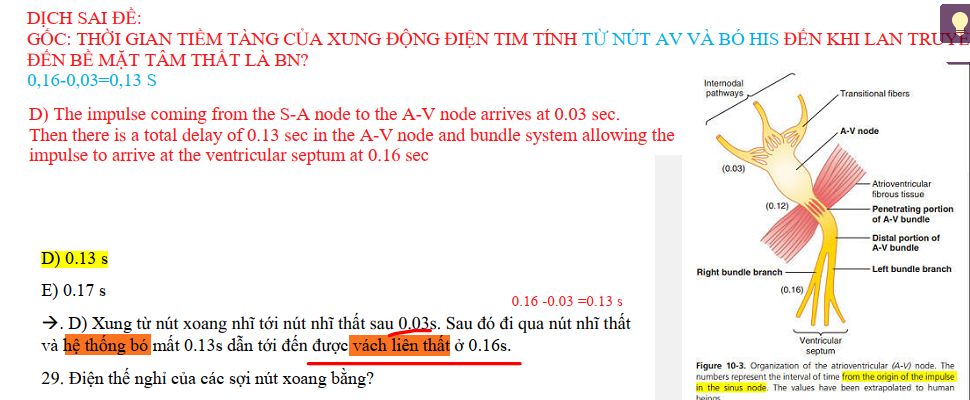 DỊCH SAI ĐỀ:
GỐC: THỜI GIAN TIỀM TÀNG CỦA XUNG ĐỘNG ĐIỆN TIM TÍNH TỪ NÚT AV VÀ BÓ HIS ĐẾN KHI LAN TRUYỀ
ĐẾN BỀ MẶT TÂM THẤT LÀ BN?
0,16-0,03=0,13 S
D) The impulse coming from the S-A node to the A-V node arrives at 0.03 sec.
Then there is a total delay of 0.13 sec in the A-V node and bundle system allowing the
impulse to arrive at the ventricular septum at 0.16 sec
D) 0.13 s
E) 0.17 s
0.16 -0.03 =0.13 s
→. D) Xung từ nút xoang nhĩ tới nút nhĩ thất sau 0.03s. Sau đó đi qua nút nhĩ thất
và hệ thống bó mất 0.13s dẫn tới đến được vách liên thất ở 0.16s.
29. Điện thế nghỉ của các sợi nút xoang bằng?
Internodal
pathways
Transitional fibers
A-V node
(0.03)
Atrioventricular
fibrous tissue
(0.12)
Penetrating portion
of A-V bundle
Distal portion of
A-V bundle
Right bundle branch
Left bundle branch
(0.16)
Ventricular
septum
Figure 10-3. Organization of the atrioventricular (A-V) node. The
numbers represent the interval of time from the origin of the impulse
in the sinus node. The values have been extrapolated to human
beings